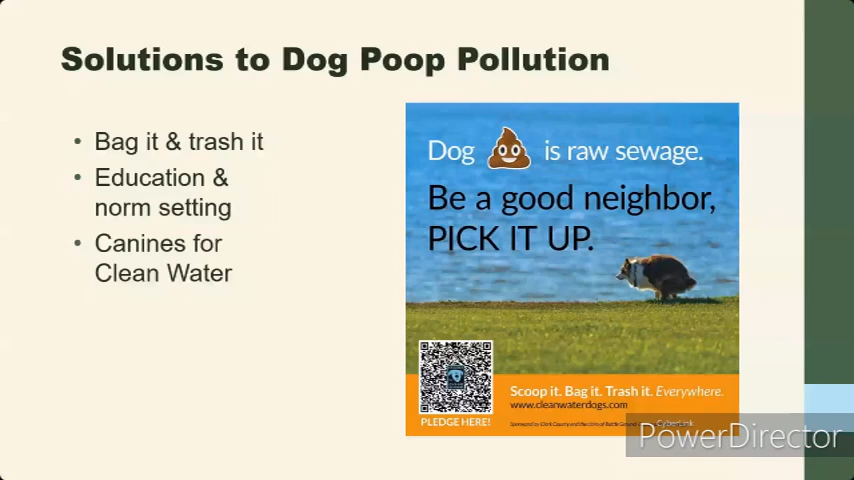 Solutions to Dog Poop Pollution
• Bag it & trash it
• Education &
norm setting
• Canines for
Clean Water
Dog 💩 is raw sewage.
Be a good neighbor,
PICK IT UP.
PLEDGE HERE!
Scoop it. Bag it. Trash it. Everywhere.
www.cleanwaterdogs.com
Sponsored by Clark County and the cities of Battle Ground
CyberLink
PowerDirector